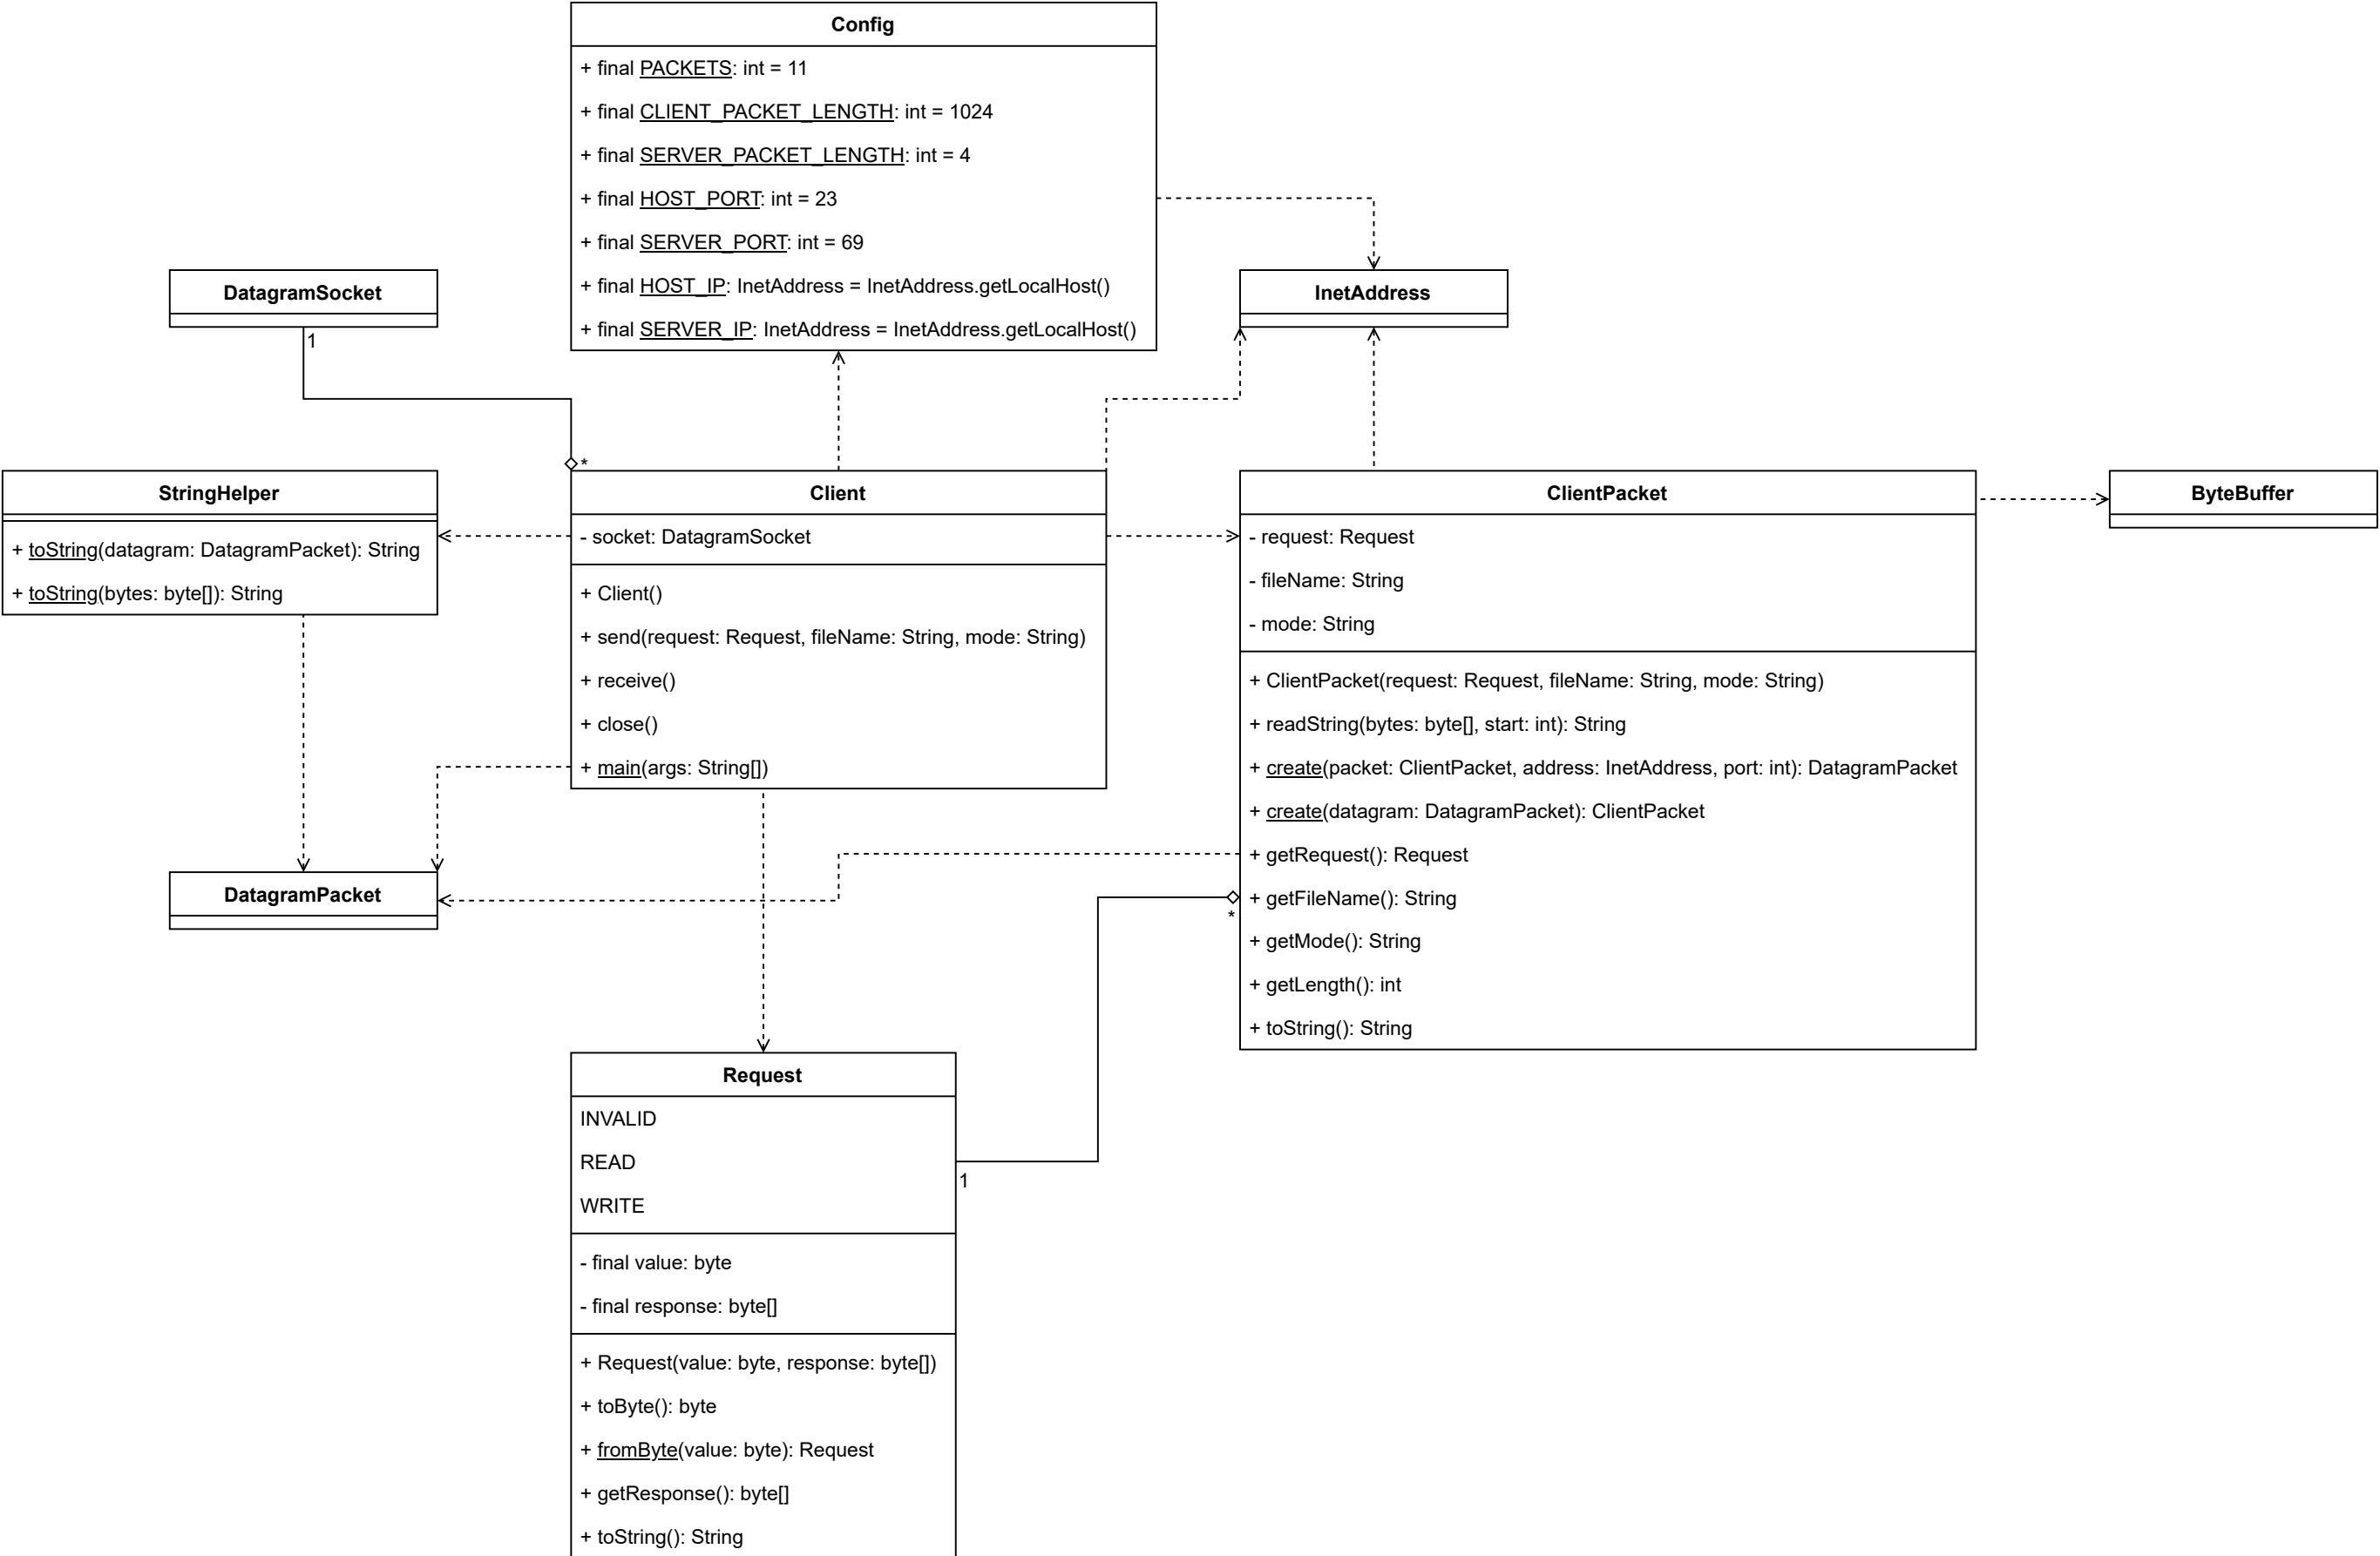 Config
+ final PACKETS: int = 11
+ final CLIENT_PACKET_LENGTH: int = 1024
+ final SERVER_PACKET_LENGTH: int = 4
+ final HOST_PORT: int = 23
+ final SERVER_PORT: int = 69
+ final HOST_IP: InetAddress = InetAddress.getLocalHost()
+ final SERVER_IP: InetAddress = InetAddress.getLocalHost()
DatagramSocket
1
InetAddress
*
StringHelper
+ toString(datagram: DatagramPacket): String
+ toString(bytes: byte[]): String
Client
- socket: DatagramSocket
+ Client()
+ send(request: Request, fileName: String, mode: String)
+ receive()
+ close()
+ main(args: String[])
ClientPacket
- request: Request
- fileName: String
- mode: String
+ ClientPacket(request: Request, fileName: String, mode: String)
+ readString(bytes: byte[], start: int): String
+ create(packet: ClientPacket, address: InetAddress, port: int): DatagramPacket
+ create(datagram: DatagramPacket): ClientPacket
+ getRequest(): Request
+ getFileName(): String
+ getMode(): String
+ getLength(): int
+ toString(): String
ByteBuffer
DatagramPacket
*
Request
INVALID
READ
WRITE
1
- final value: byte
- final response: byte[]
+ Request(value: byte, response: byte[])
+ toByte(): byte
+ fromByte(value: byte): Request
+ getResponse(): byte[]
+ toString(): String